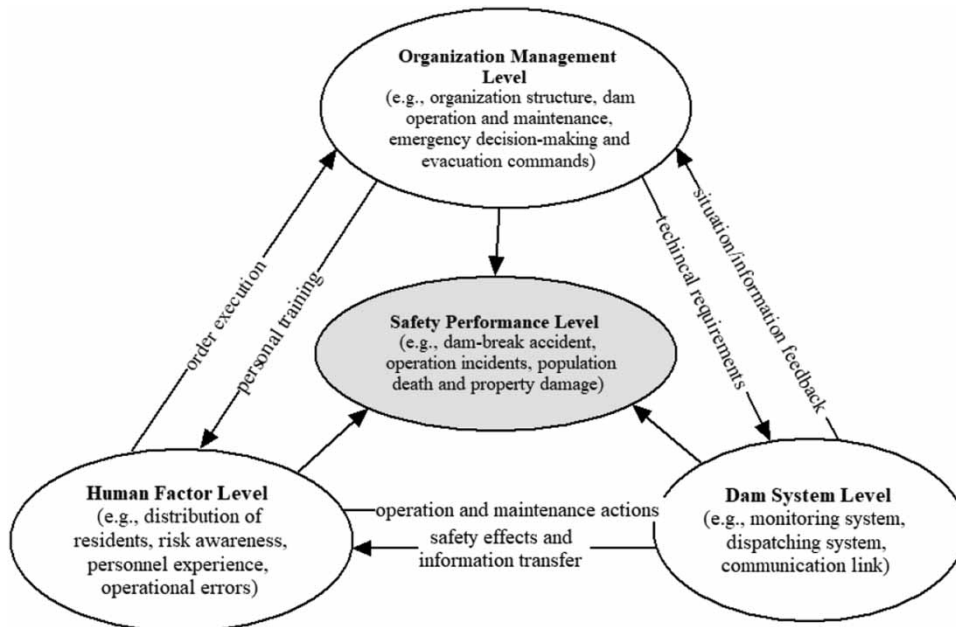 Organization Management
Level
(e.g., organization structure, dam
operation and maintenance,
emergency decision-making and
evacuation commands)
order execution
personal training
techincal requirements
situation/information feedback
Safety Performance Level
(e.g., dam-break accident,
operation incidents, population
death and property damage)
Human Factor Level
(e.g., distribution of
residents, risk awareness,
personnel experience,
operational errors)
operation and maintenance actions
safety effects and
information transfer
Dam System Level
(e.g., monitoring system,
dispatching system,
communication link)